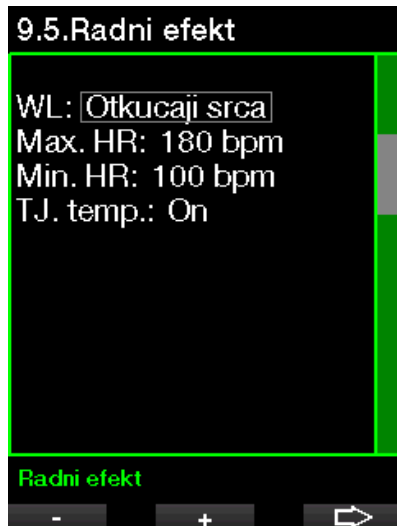 9.5.Radni efekt
WL: Otkucaji srca
Max. HR: 180 bpm
Min. HR: 100 bpm
TJ. temp.: On
Radni efekt
- +